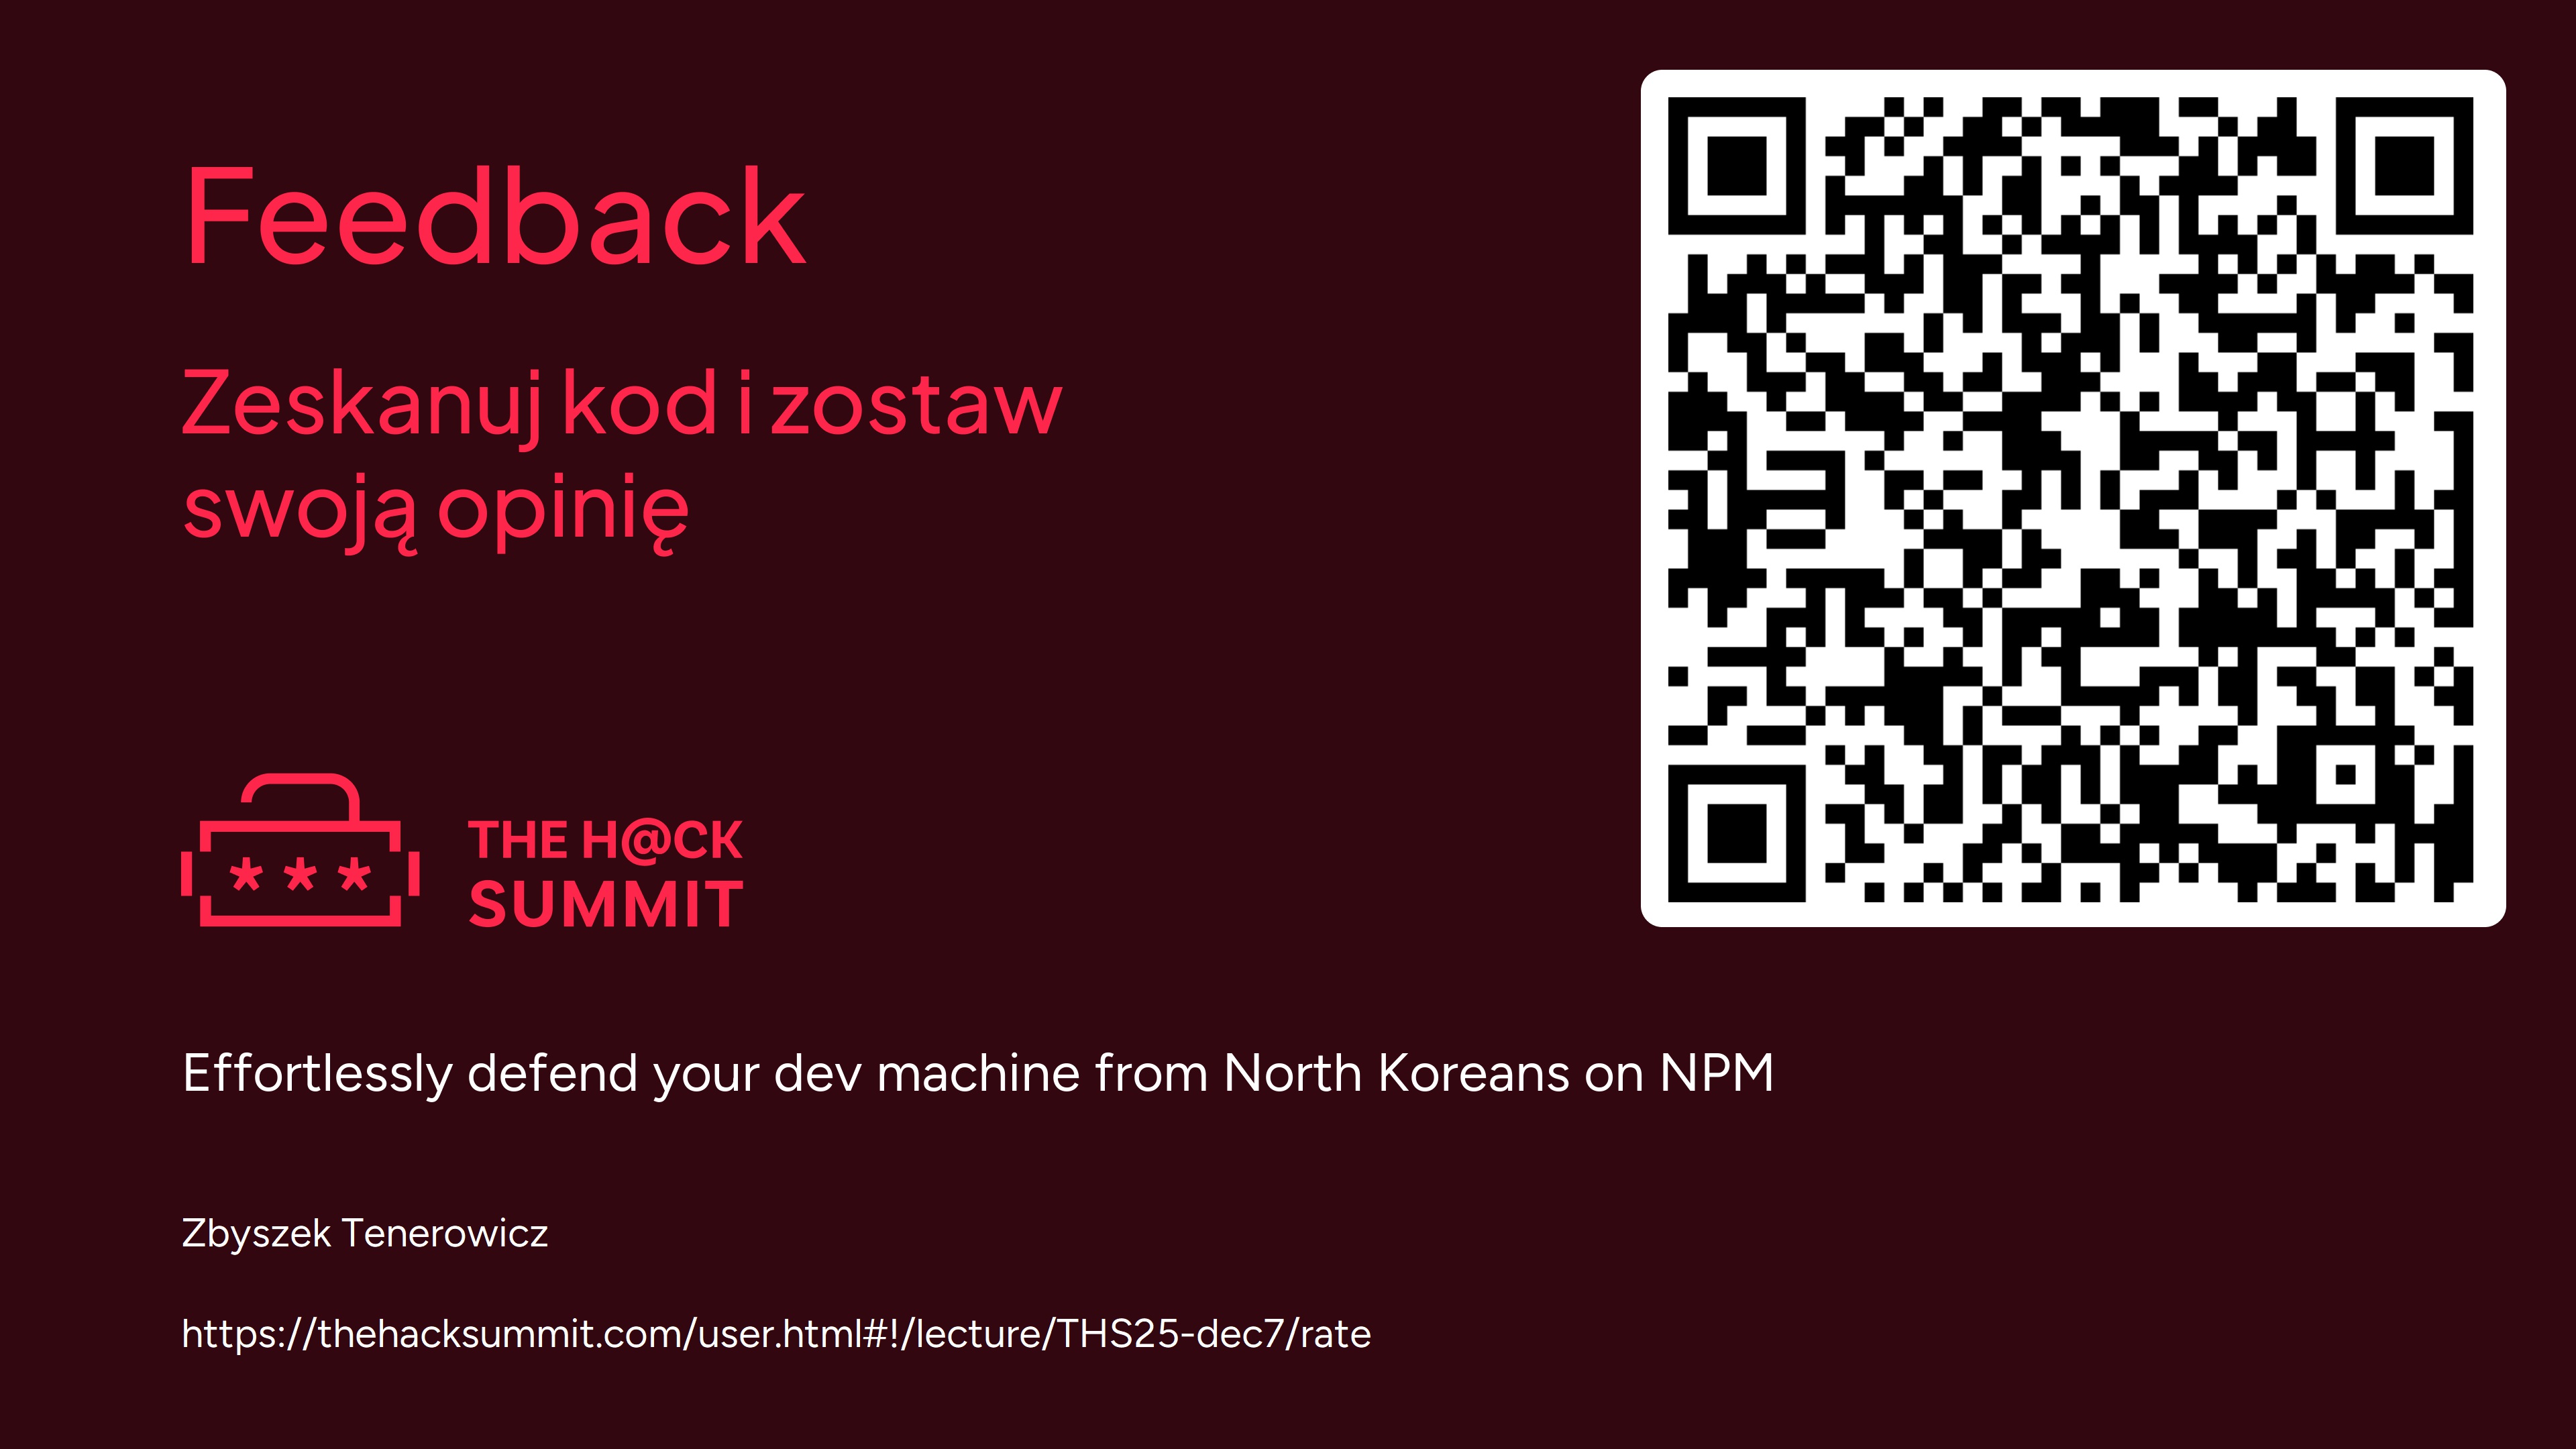 Feedback
Zeskanuj kod i zostaw
swoją opinię
***
THE H@CK
SUMMIT
Effortlessly defend your dev machine from North Koreans on NPM
Zbyszek Tenerowicz
https://thehacksummit.com/user.html#!/lecture/THS25-dec7/rate